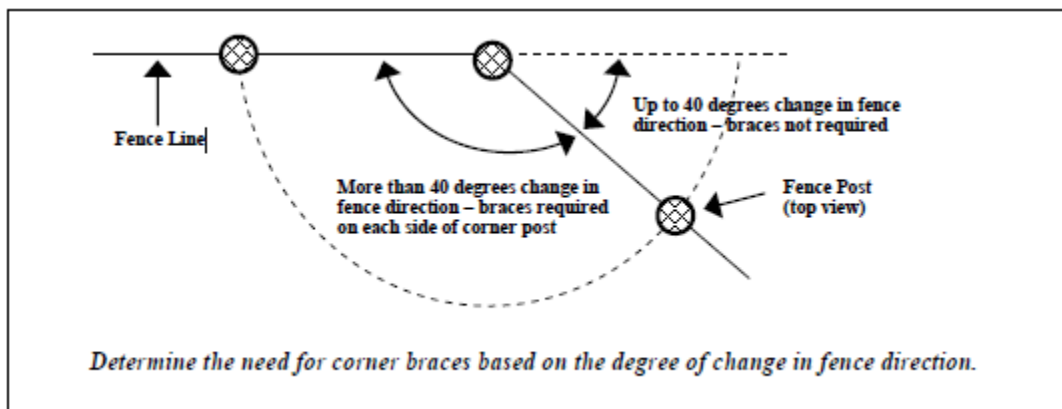 Fence Line
Up to 40 degrees change in fence
direction – braces not required
More than 40 degrees change in
fence direction – braces required
on each side of corner post
Fence Post
(top view)
Determine the need for corner braces based on the degree of change in fence direction.